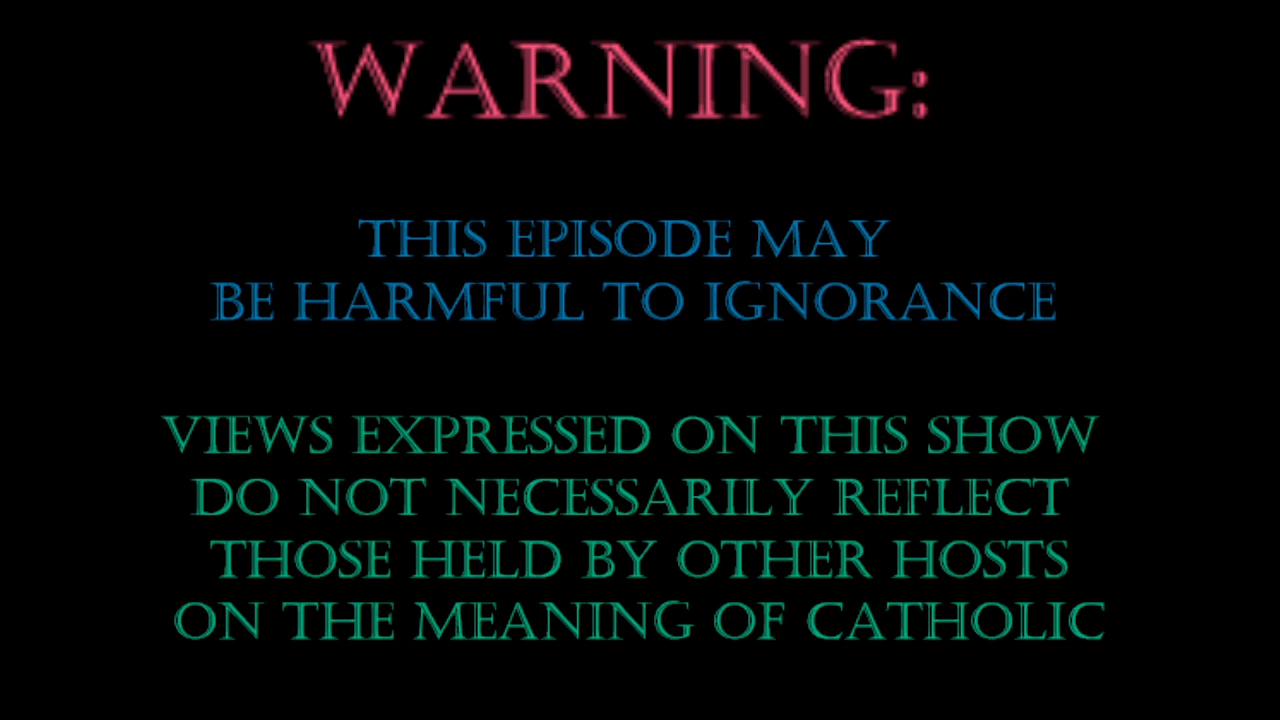 WARNING:
THIS EPISODE MAY
BE HARMFUL TO IGNORANCE
VIEWS EXPRESSED ON THIS SHOW
DO NOT NECESSARILY REFLECT
THOSE HELD BY OTHER HOSTS
ON THE MEANING OF CATHOLIC